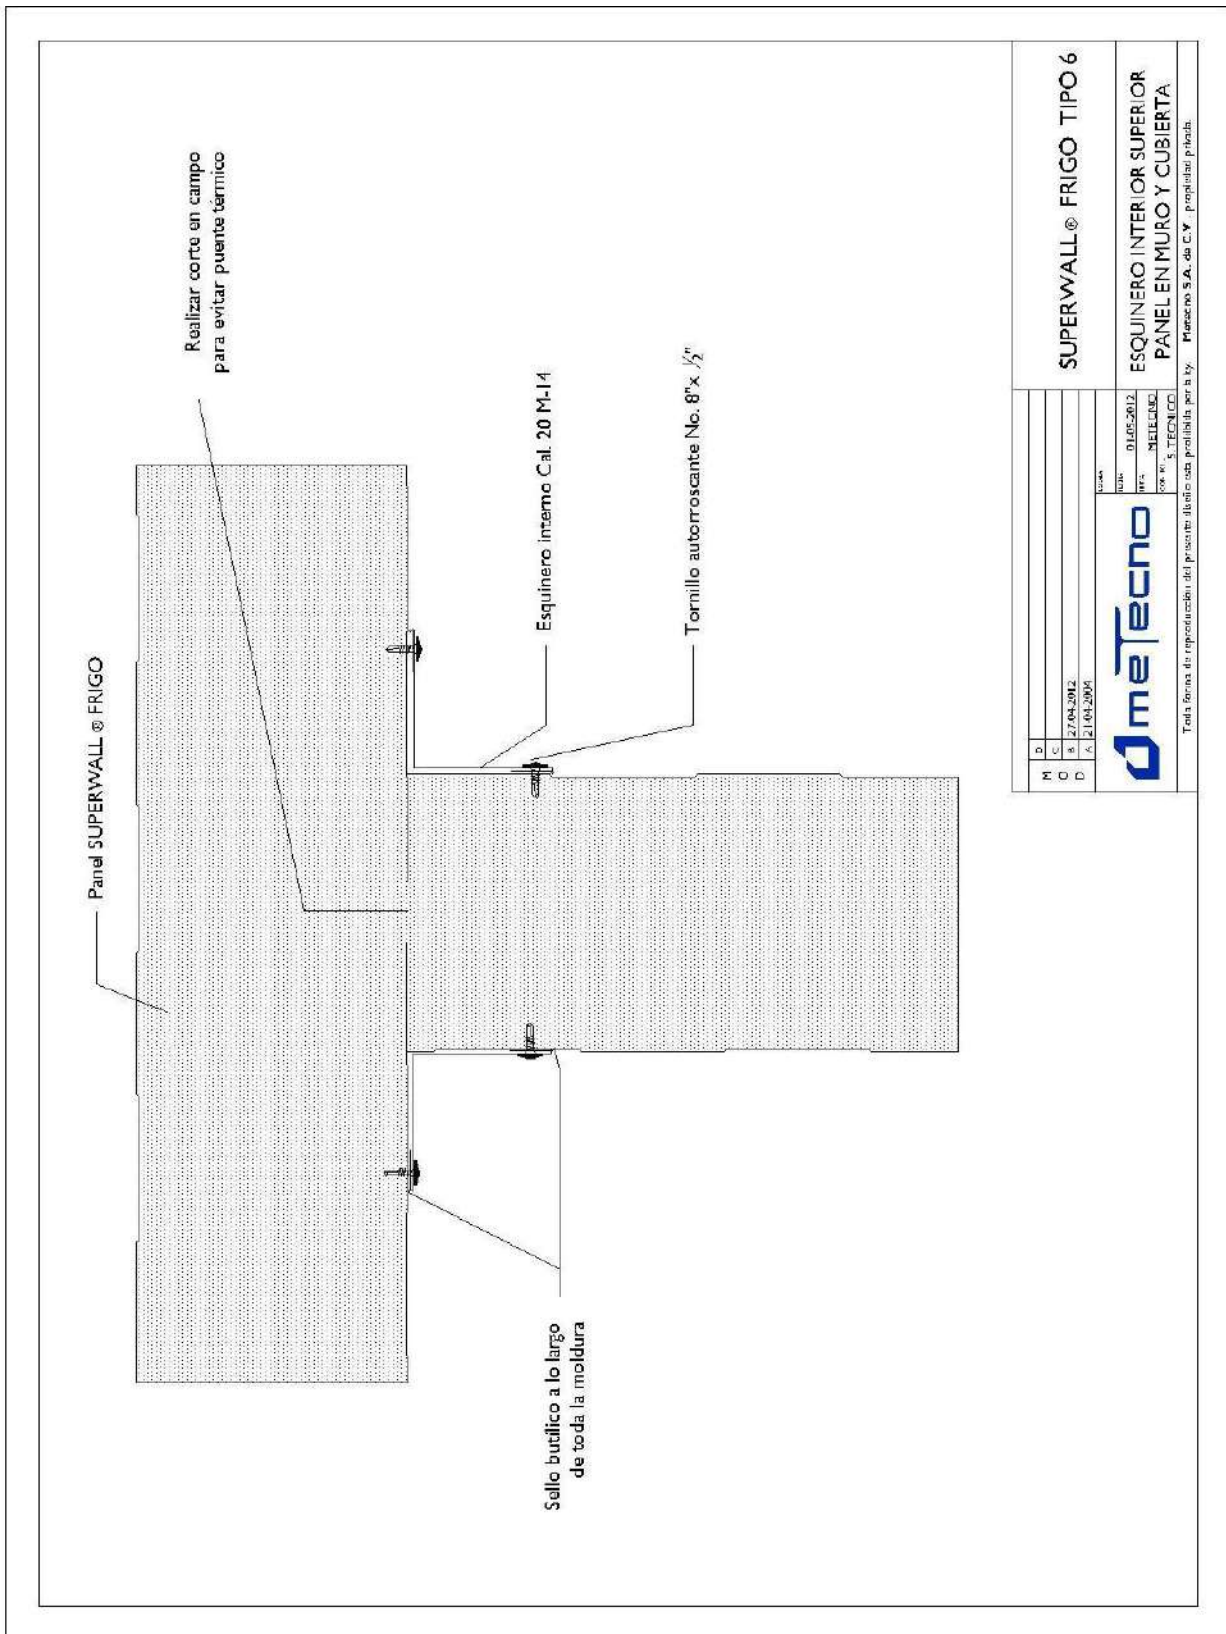 Panel SUPERWALL ® FRIGO
Realizar corte en campo
para evitar puente térmico
Sello butílico a lo largo
de toda la moldura
Esquinero interno Cal. 20 M-14
Tornillo autorroscante No. 8"x ½"
M
O
D
D
C
B 27-04-2012
A 21-04-2004
SUPERWALL® FRIGO TIPO 6
meTecno
01-05-2012
METECNO
S. TECNICO
ESQUINERO INTERIOR SUPERIOR
PANEL EN MURO Y CUBIERTA
Toda forma de reproducción del presente diseño esta prohibida por la ley. Metecno S.A. de C.V. propiedad privada.